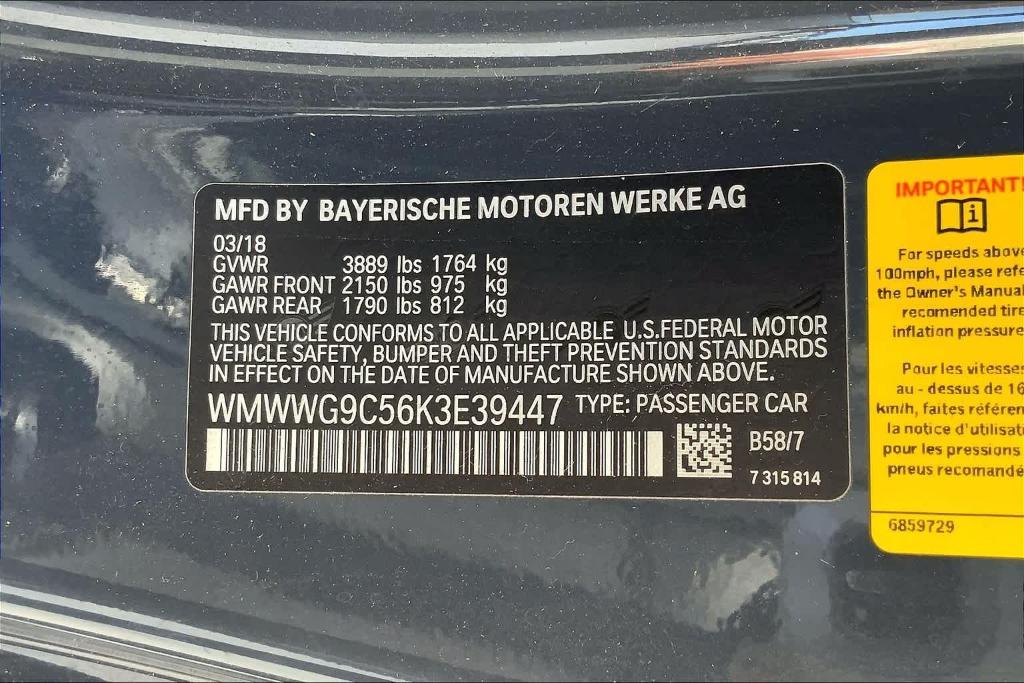 MFD BY BAYERISCHE MOTOREN WERKE AG
03/18
GVWR 3889 lbs 1764 kg
GAWR FRONT 2150 lbs 975 kg
GAWR REAR 1790 lbs 812 kg
THIS VEHICLE CONFORMS TO ALL APPLICABLE U.S.FEDERAL MOTOR
VEHICLE SAFETY, BUMPER AND THEFT PREVENTION STANDARDS
IN EFFECT ON THE DATE OF MANUFACTURE SHOWN ABOVE.
WMWWG9C56K3E39447 TYPE: PASSENGER CAR
B58/7
7 315 814
IMPORTANT!
For speeds above
100mph, please refe
the Owner's Manual
recomended tire
inflation pressure
Pour les vitesses
au - dessus de 16
km/h, faites référen
la notice d'utilisati
pour les pressions
pneus recomandé
6859729